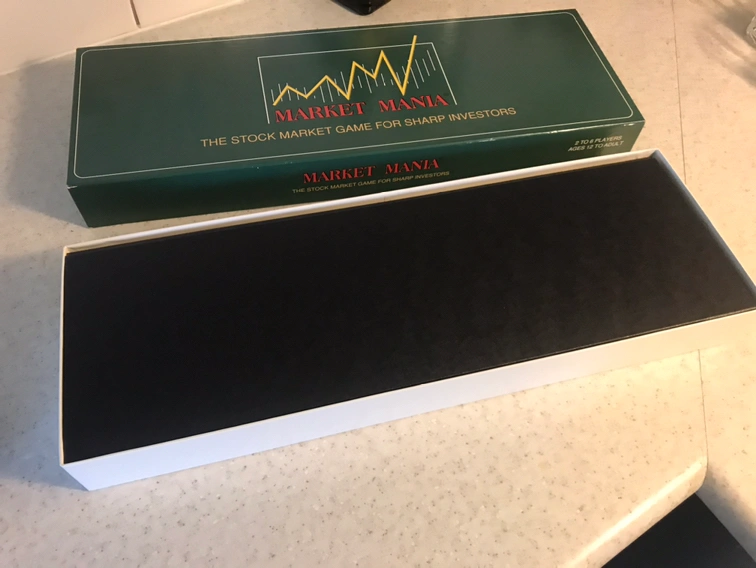 MARKET MANIA
THE STOCK MARKET GAME FOR SHARP INVESTORS
MARKET MANIA
THE STOCK MARKET GAME FOR SHARP INVESTORS
2 TO 6 PLAYERS
AGES 12 TO ADULT